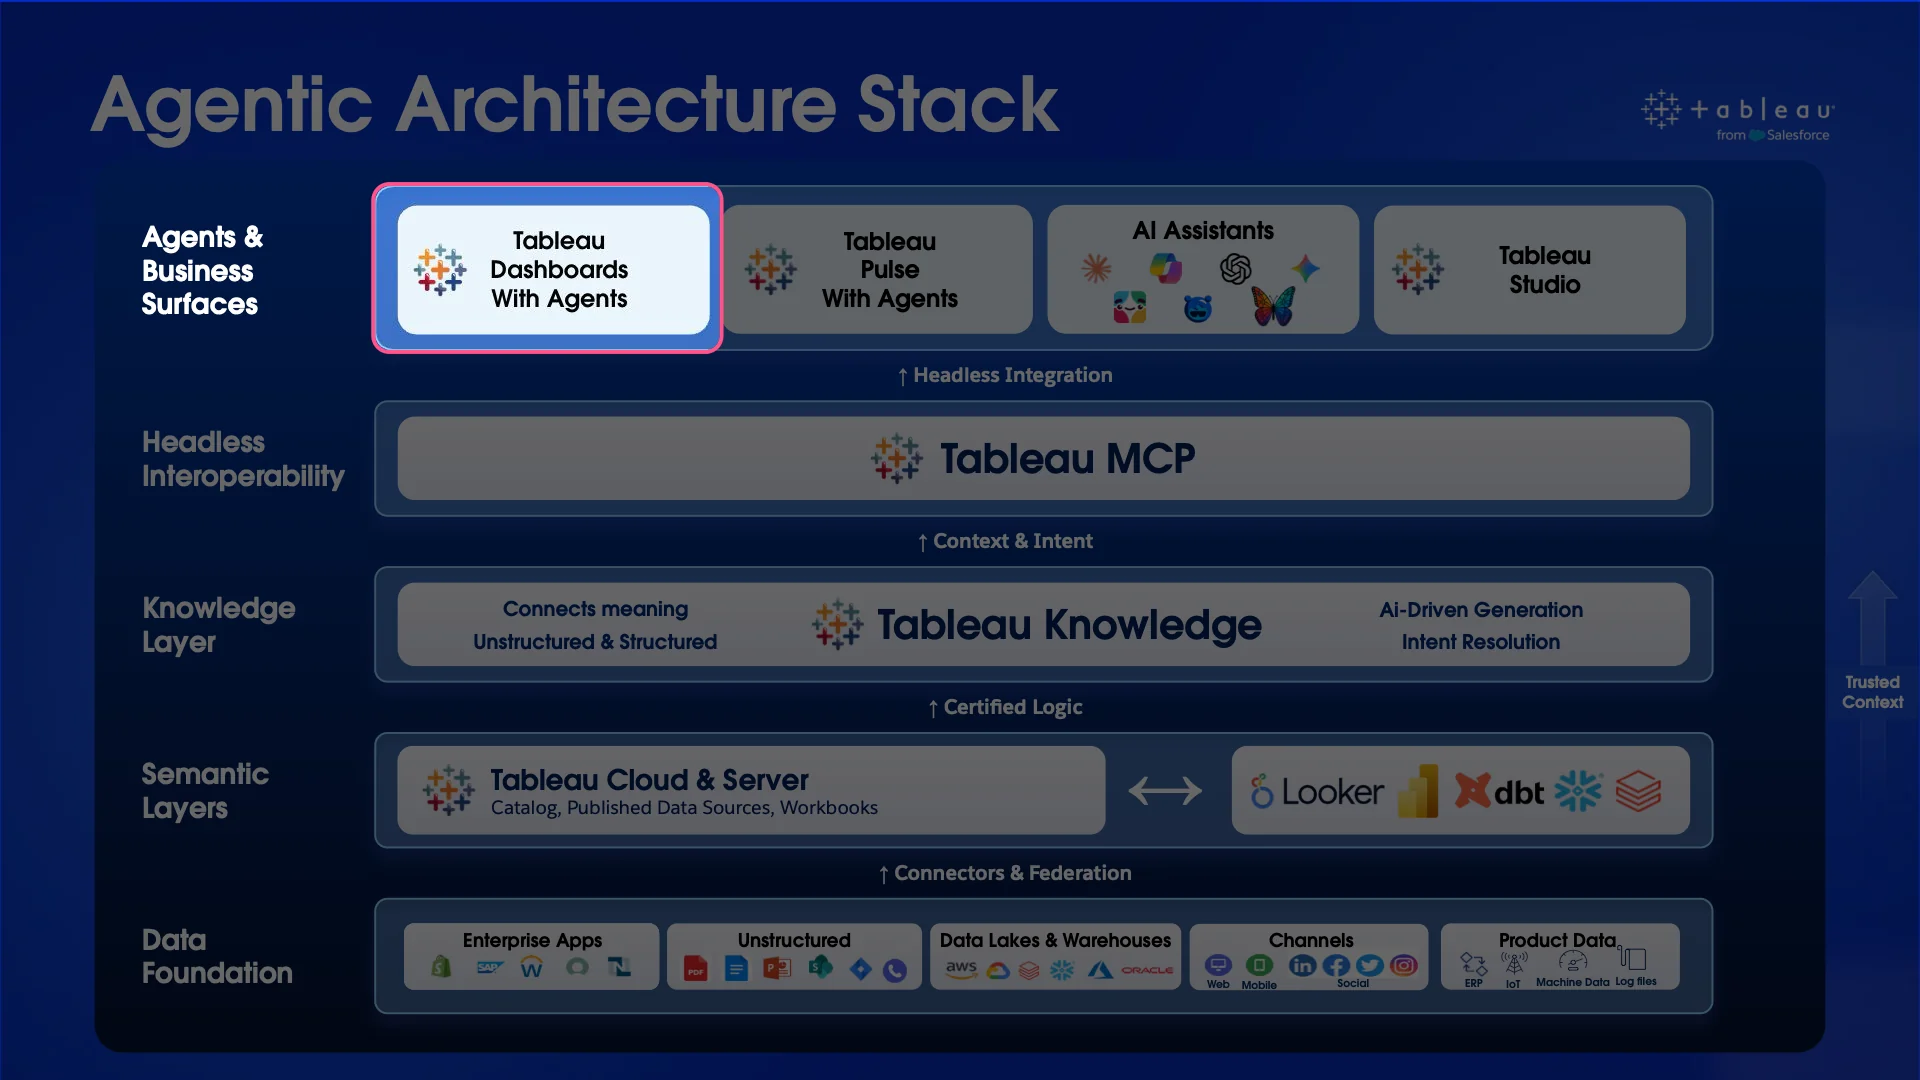 Agentic Architecture Stack
+ a b | e a u
from Salesforce
Agents &
Business
Surfaces
Tableau
Dashboards
With Agents
Tableau
Pulse
With Agents
AI Assistants
Tableau
Studio
↑ Headless Integration
Headless
Interoperability
Tableau MCP
↑ Context & Intent
Knowledge
Layer
Connects meaning
Unstructured & Structured
Tableau Knowledge
Ai-Driven Generation
Intent Resolution
Trusted
Context
↑ Certified Logic
Semantic
Layers
Tableau Cloud & Server
Catalog, Published Data Sources, Workbooks
Looker
dbt
↑ Connectors & Federation
Data
Foundation
Enterprise Apps
SAP
Unstructured
PDF
P
S
Data Lakes & Warehouses
aws
ORACLE
Channels
Web
Mobile
in
f
Social
Product Data
ERP
IoT
Machine Data
Log files